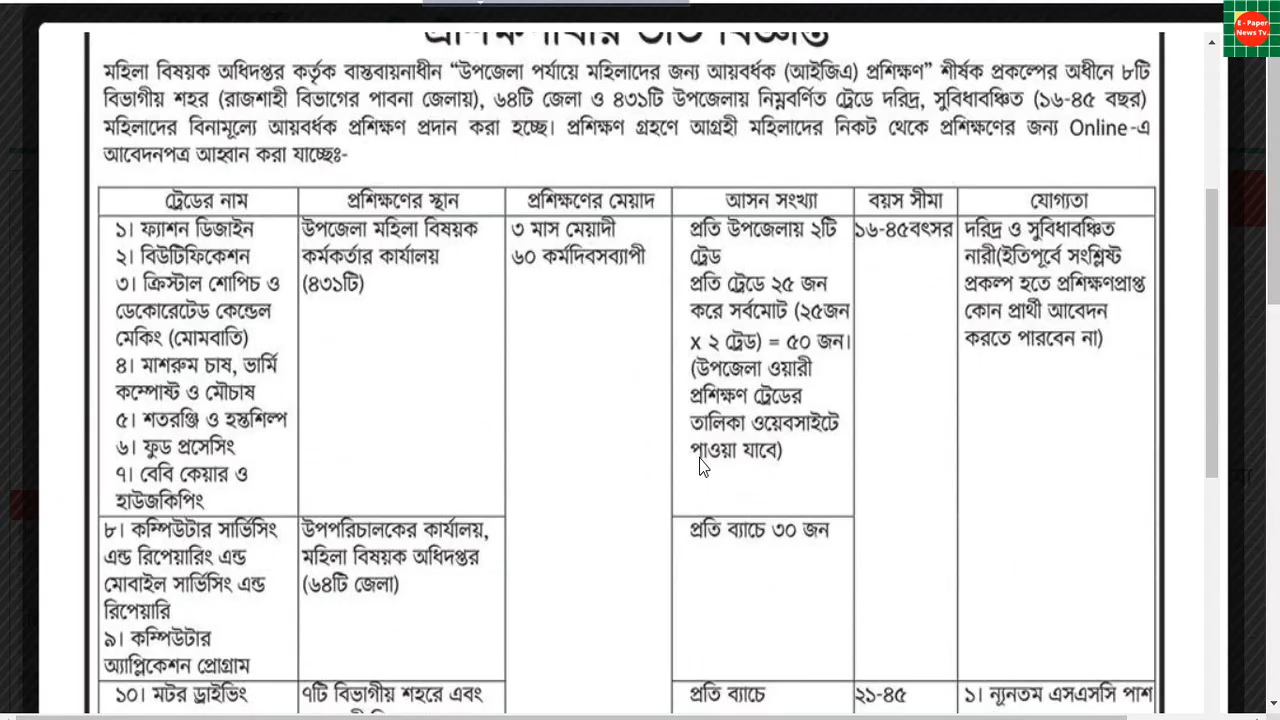 প্রশিক্ষণার্থীর ভর্তি বিজ্ঞপ্তি
E - Paper
News Tv.
মহিলা বিষয়ক অধিদপ্তর কর্তৃক বাস্তবায়নাধীন “উপজেলা পর্যায়ে মহিলাদের জন্য আয়বর্ধক (আইজিএ) প্রশিক্ষণ” শীর্ষক প্রকল্পের অধীনে ৮টি
বিভাগীয় শহর (রাজশাহী বিভাগের পাবনা জেলায়), ৬৪টি জেলা ও ৪৩১টি উপজেলায় নিম্নবর্ণিত ট্রেডে দরিদ্র, সুবিধাবঞ্চিত (১৬-৪৫ বছর)
মহিলাদের বিনামূল্যে আয়বর্ধক প্রশিক্ষণ প্রদান করা হচ্ছে। প্রশিক্ষণ গ্রহণে আগ্রহী মহিলাদের নিকট থেকে প্রশিক্ষণের জন্য Online-এ
আবেদনপত্র আহ্বান করা যাচ্ছেঃ-
ট্রেডের নাম
প্রশিক্ষণের স্থান
প্রশিক্ষণের মেয়াদ
আসন সংখ্যা
বয়স সীমা
যোগ্যতা
১। ফ্যাশন ডিজাইন
২। বিউটিফিকেশন
৩। ক্রিস্টাল শোপিচ ও
ডেকোরেটেড কেন্ডেল
মেকিং (মোমবাতি)
৪। মাশরুম চাষ, ভার্মি
কম্পোষ্ট ও মৌচাষ
৫। শতরঞ্জি ও হস্তশিল্প
৬। ফুড প্রসেসিং
৭। বেবি কেয়ার ও
হাউজকিপিং
উপজেলা মহিলা বিষয়ক
কর্মকর্তার কার্যালয়
(৪৩১টি)
৩ মাস মেয়াদী
৬০ কর্মদিবসব্যাপী
প্রতি উপজেলায় ২টি
ট্রেড
প্রতি ট্রেডে ২৫ জন
করে সর্বমোট (২৫জন
x ২ ট্রেড) = ৫০ জন।
(উপজেলা ওয়ারী
প্রশিক্ষণ ট্রেডের
তালিকা ওয়েবসাইটে
পাওয়া যাবে)
১৬-৪৫বৎসর
দরিদ্র ও সুবিধাবঞ্চিত
নারী(ইতিপূর্বে সংশ্লিষ্ট
প্রকল্প হতে প্রশিক্ষণপ্রাপ্ত
কোন প্রার্থী আবেদন
করতে পারবেন না)
৮। কম্পিউটার সার্ভিসিং
এন্ড রিপেয়ারিং এন্ড
মোবাইল সার্ভিসিং এন্ড
রিপেয়ারি
৯। কম্পিউটার
অ্যাপ্লিকেশন প্রোগ্রাম
উপপরিচালকের কার্যালয়,
মহিলা বিষয়ক অধিদপ্তর
(৬৪টি জেলা)
প্রতি ব্যাচে ৩০ জন
১০। মটর ড্রাইভিং
৭টি বিভাগীয় শহরে এবং
প্রতি ব্যাচে
২১-৪৫
১। ন্যূনতম এসএসসি পাশ